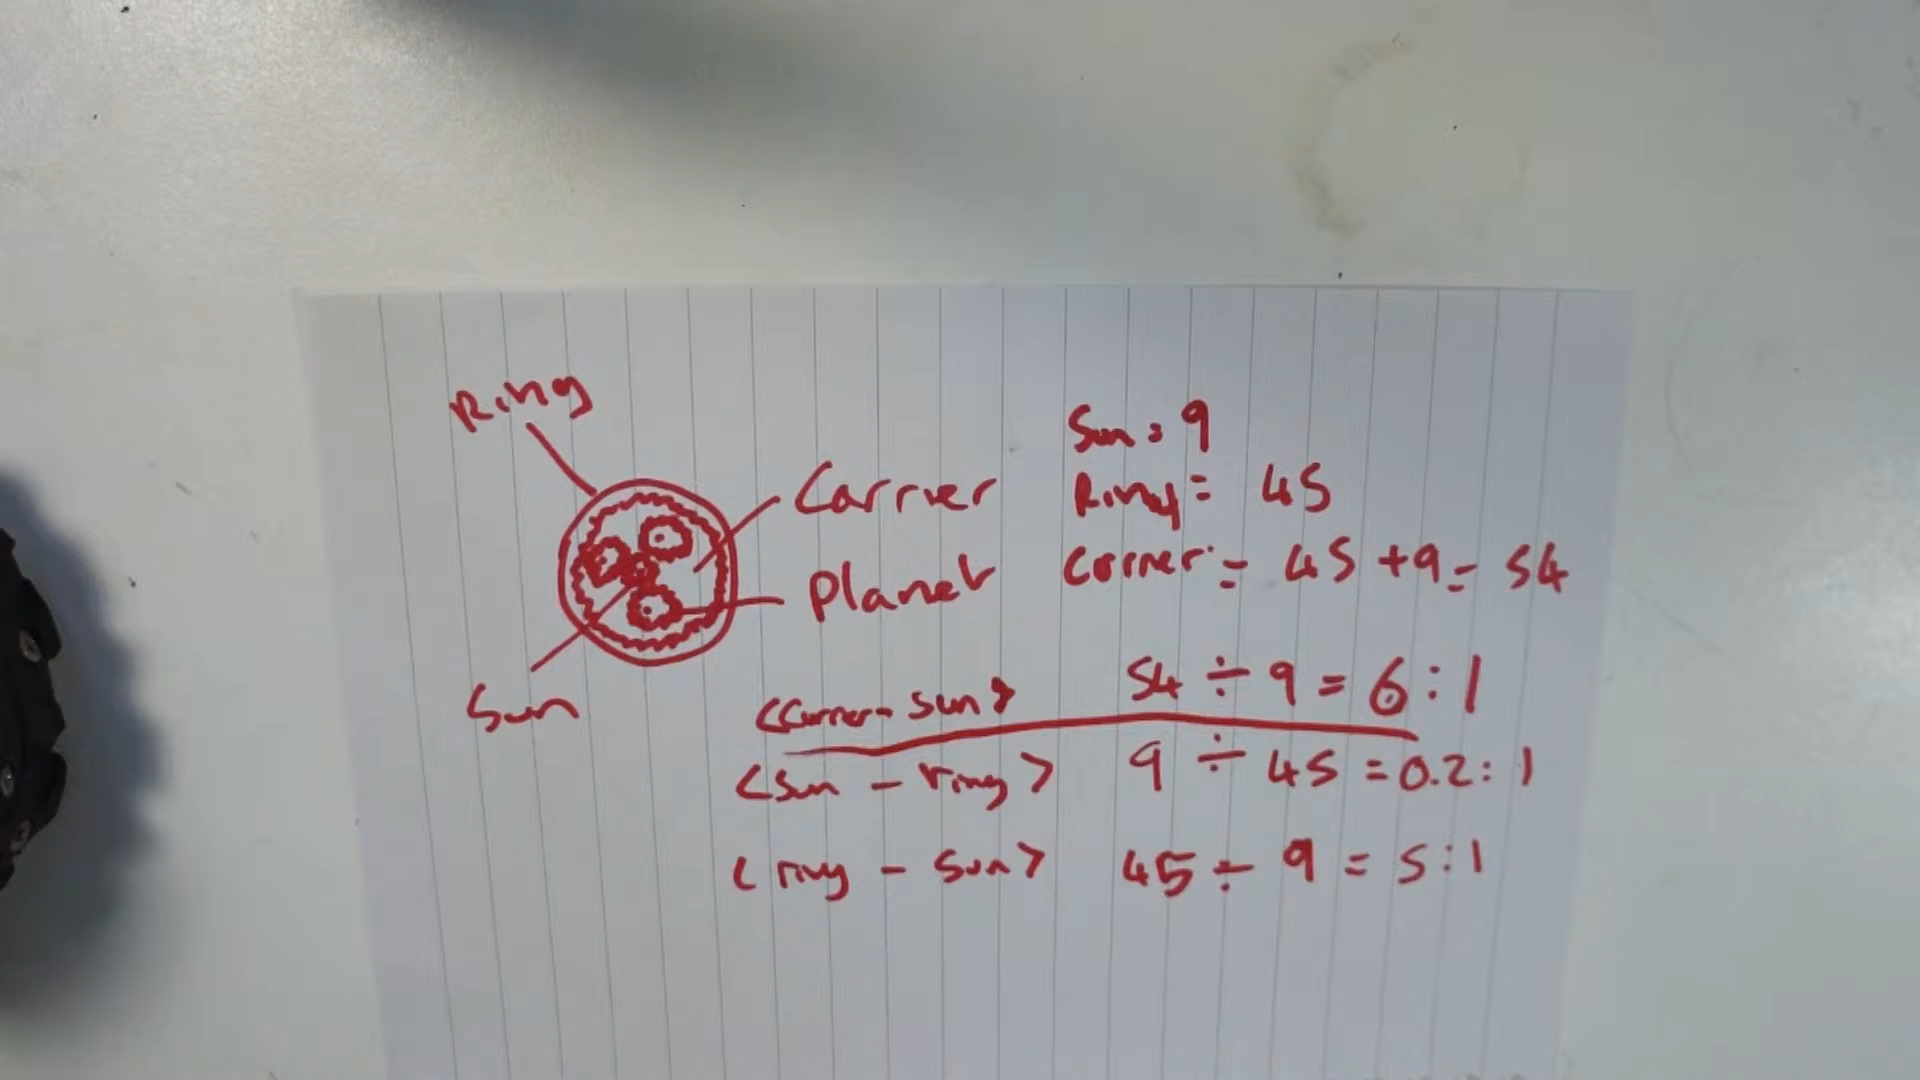 Ring
Carrier
Planet
Sun
Sun = 9
Ring = 45
Carrier = 45 + 9 = 54
<Carrier - Sun> 54 ÷ 9 = 6:1
<Sun - ring> 9 ÷ 45 = 0.2:1
<ring - Sun> 45 ÷ 9 = 5:1